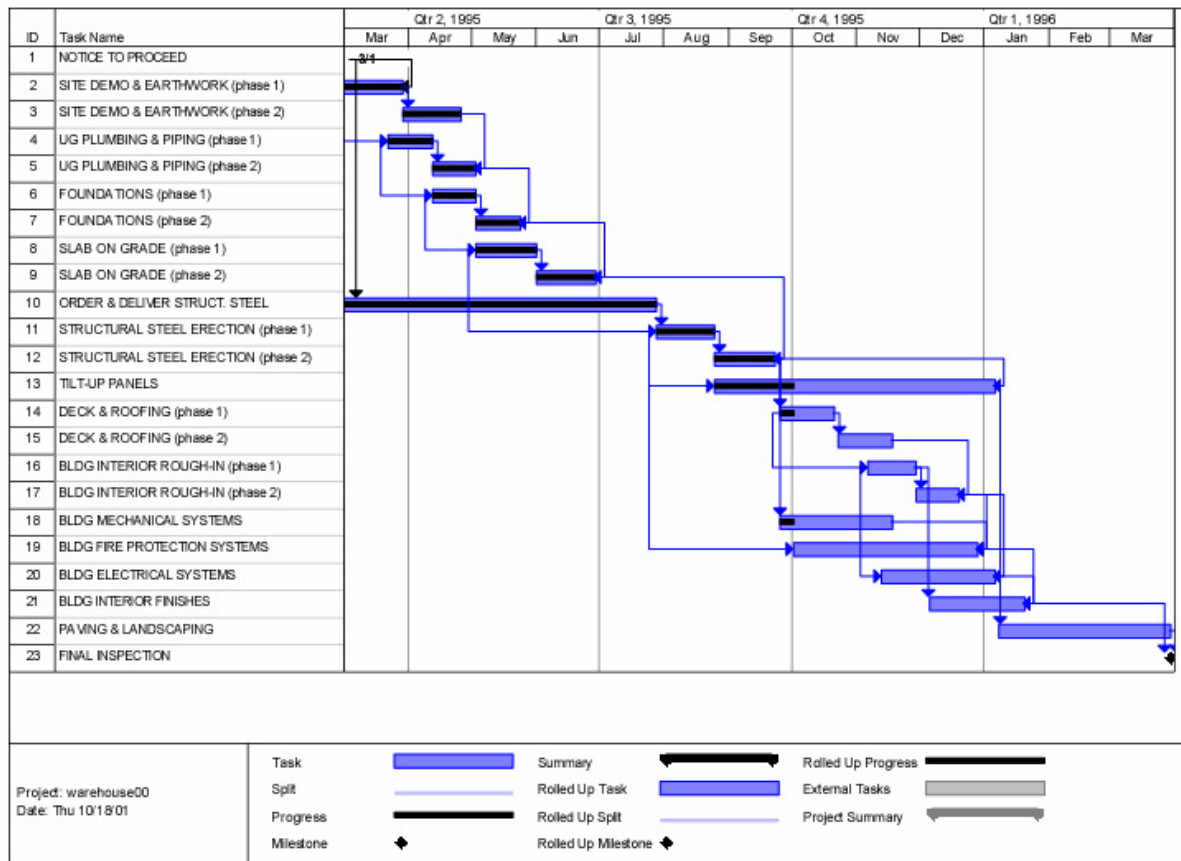 Qtr 2, 1995 Qtr 3, 1995 Qtr 4, 1995 Qtr 1, 1996
ID Task Name Mar Apr May Jun Jul Aug Sep Oct Nov Dec Jan Feb Mar
1 NOTICE TO PROCEED 3/1
2 SITE DEMO & EARTHWORK (phase 1)
3 SITE DEMO & EARTHWORK (phase 2)
4 UG PLUMBING & PIPING (phase 1)
5 UG PLUMBING & PIPING (phase 2)
6 FOUNDATIONS (phase 1)
7 FOUNDATIONS (phase 2)
8 SLAB ON GRADE (phase 1)
9 SLAB ON GRADE (phase 2)
10 ORDER & DELIVER STRUCT. STEEL
11 STRUCTURAL STEEL ERECTION (phase 1)
12 STRUCTURAL STEEL ERECTION (phase 2)
13 TILT-UP PANELS
14 DECK & ROOFING (phase 1)
15 DECK & ROOFING (phase 2)
16 BLDG INTERIOR ROUGH-IN (phase 1)
17 BLDG INTERIOR ROUGH-IN (phase 2)
18 BLDG MECHANICAL SYSTEMS
19 BLDG FIRE PROTECTION SYSTEMS
20 BLDG ELECTRICAL SYSTEMS
21 BLDG INTERIOR FINISHES
22 PAVING & LANDSCAPING
23 FINAL INSPECTION
Project: warehouse00
Date: Thu 10/18/01
Task Summary Rolled Up Progress
Split Rolled Up Task External Tasks
Progress Rolled Up Split Project Summary
Milestone Rolled Up Milestone